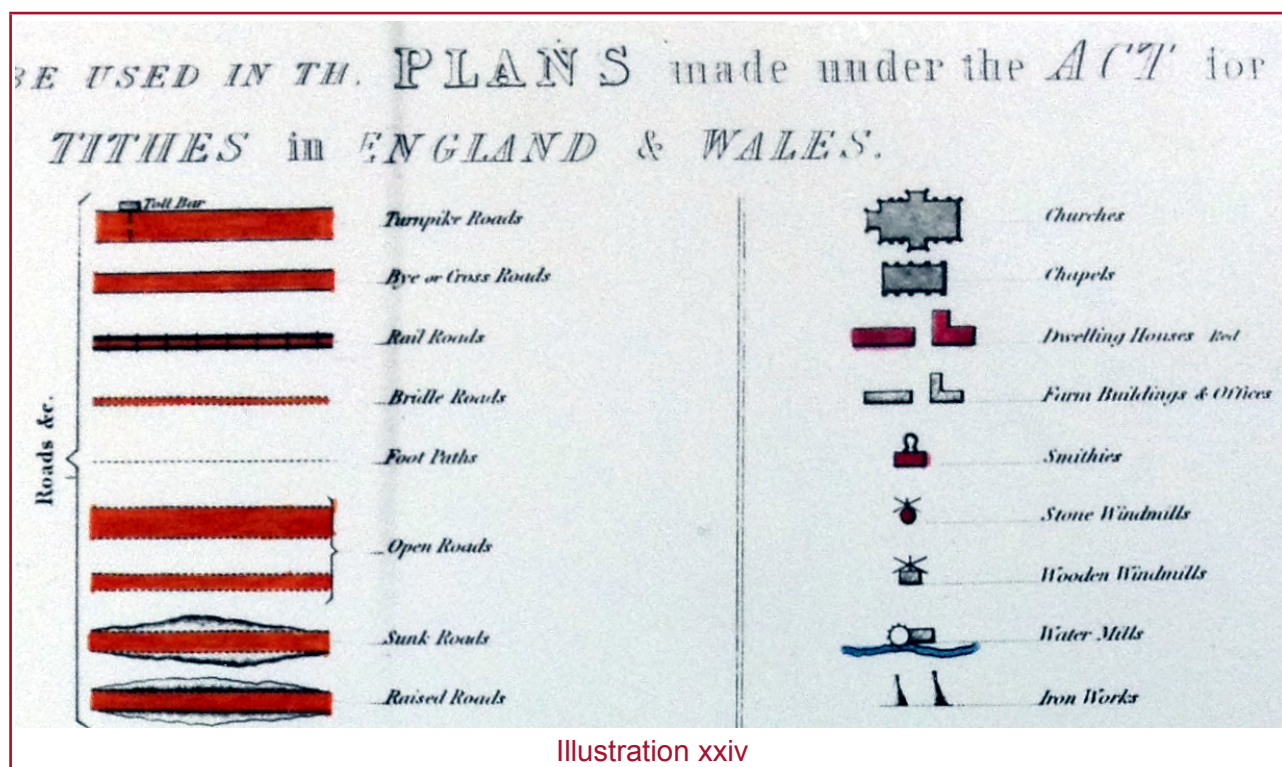 BE USED IN TH. PLANS made under the ACT for
TITHES in ENGLAND & WALES.
Roads &c.
Toll Bar
Turnpike Roads
Bye or Cross Roads
Rail Roads
Bridle Roads
Foot Paths
Open Roads
Sunk Roads
Raised Roads
Churches
Chapels
Dwelling Houses Red
Farm Buildings & Offices
Smithies
Stone Windmills
Wooden Windmills
Water Mills
Iron Works
Illustration xxiv